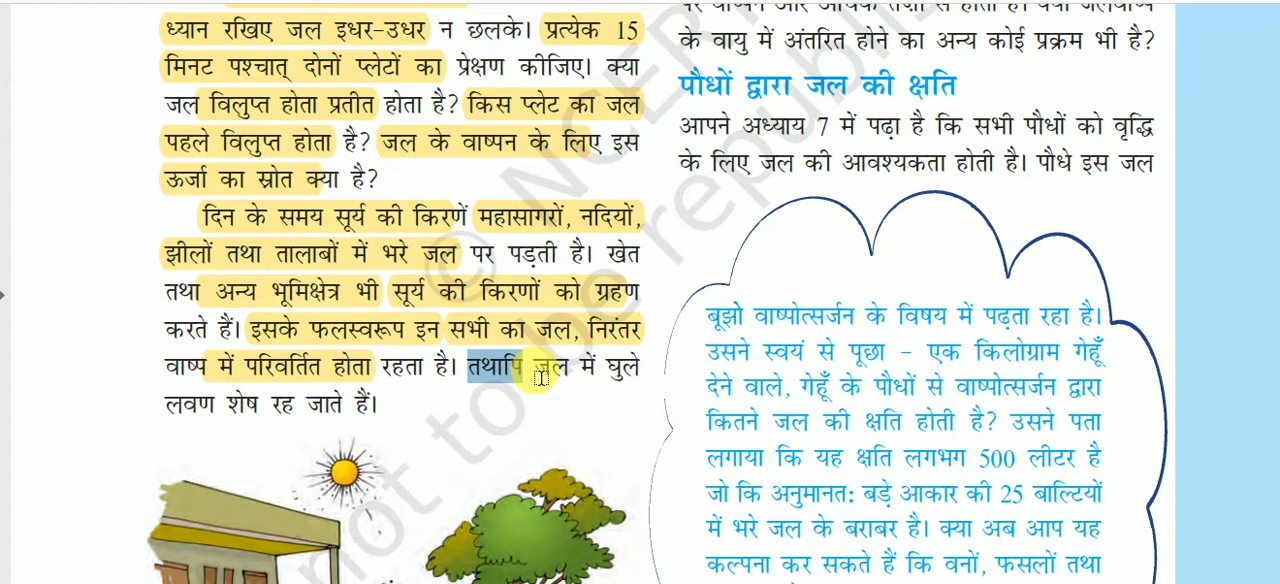 ध्यान रखिए जल इधर-उधर न छलके। प्रत्येक 15
मिनट पश्चात् दोनों प्लेटों का प्रेक्षण कीजिए। क्या
जल विलुप्त होता प्रतीत होता है? किस प्लेट का जल
पहले विलुप्त होता है? जल के वाष्पन के लिए इस
ऊर्जा का स्रोत क्या है?
दिन के समय सूर्य की किरणें महासागरों, नदियों,
झीलों तथा तालाबों में भरे जल पर पड़ती है। खेत
तथा अन्य भूमिक्षेत्र भी सूर्य की किरणों को ग्रहण
करते हैं। इसके फलस्वरूप इन सभी का जल, निरंतर
वाष्प में परिवर्तित होता रहता है। तथापि जल में घुले
लवण शेष रह जाते हैं।
के वायु में अंतरित होने का अन्य कोई प्रक्रम भी है?
पौधों द्वारा जल की क्षति
आपने अध्याय 7 में पढ़ा है कि सभी पौधों को वृद्धि
के लिए जल की आवश्यकता होती है। पौधे इस जल
बूझो वाष्पोत्सर्जन के विषय में पढ़ता रहा है।
उसने स्वयं से पूछा – एक किलोग्राम गेहूँ
देने वाले, गेहूँ के पौधों से वाष्पोत्सर्जन द्वारा
कितने जल की क्षति होती है? उसने पता
लगाया कि यह क्षति लगभग 500 लीटर है
जो कि अनुमानत: बड़े आकार की 25 बाल्टियों
में भरे जल के बराबर है। क्या अब आप यह
कल्पना कर सकते हैं कि वनों, फसलों तथा
© NCERT
not to be republis